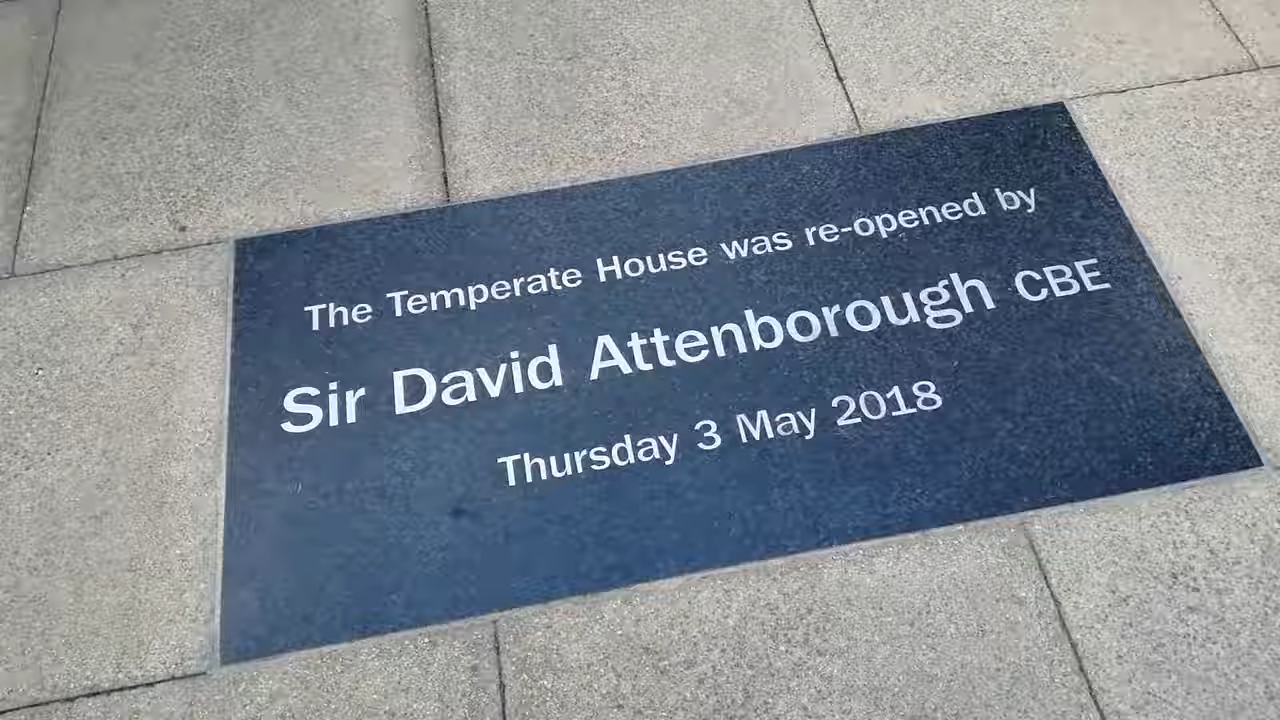 The Temperate House was re-opened by
Sir David Attenborough CBE
Thursday 3 May 2018